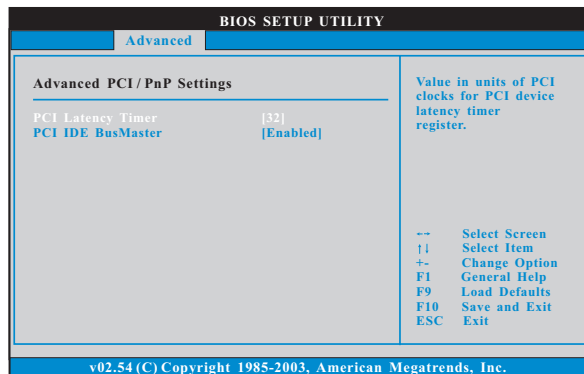 BIOS SETUP UTILITY
Advanced
Advanced PCI / PnP Settings
PCI Latency Timer [32]
PCI IDE BusMaster [Enabled]
Value in units of PCI
clocks for PCI device
latency timer
register.
←→ Select Screen
↑↓ Select Item
+- Change Option
F1 General Help
F9 Load Defaults
F10 Save and Exit
ESC Exit
v02.54 (C) Copyright 1985-2003, American Megatrends, Inc.